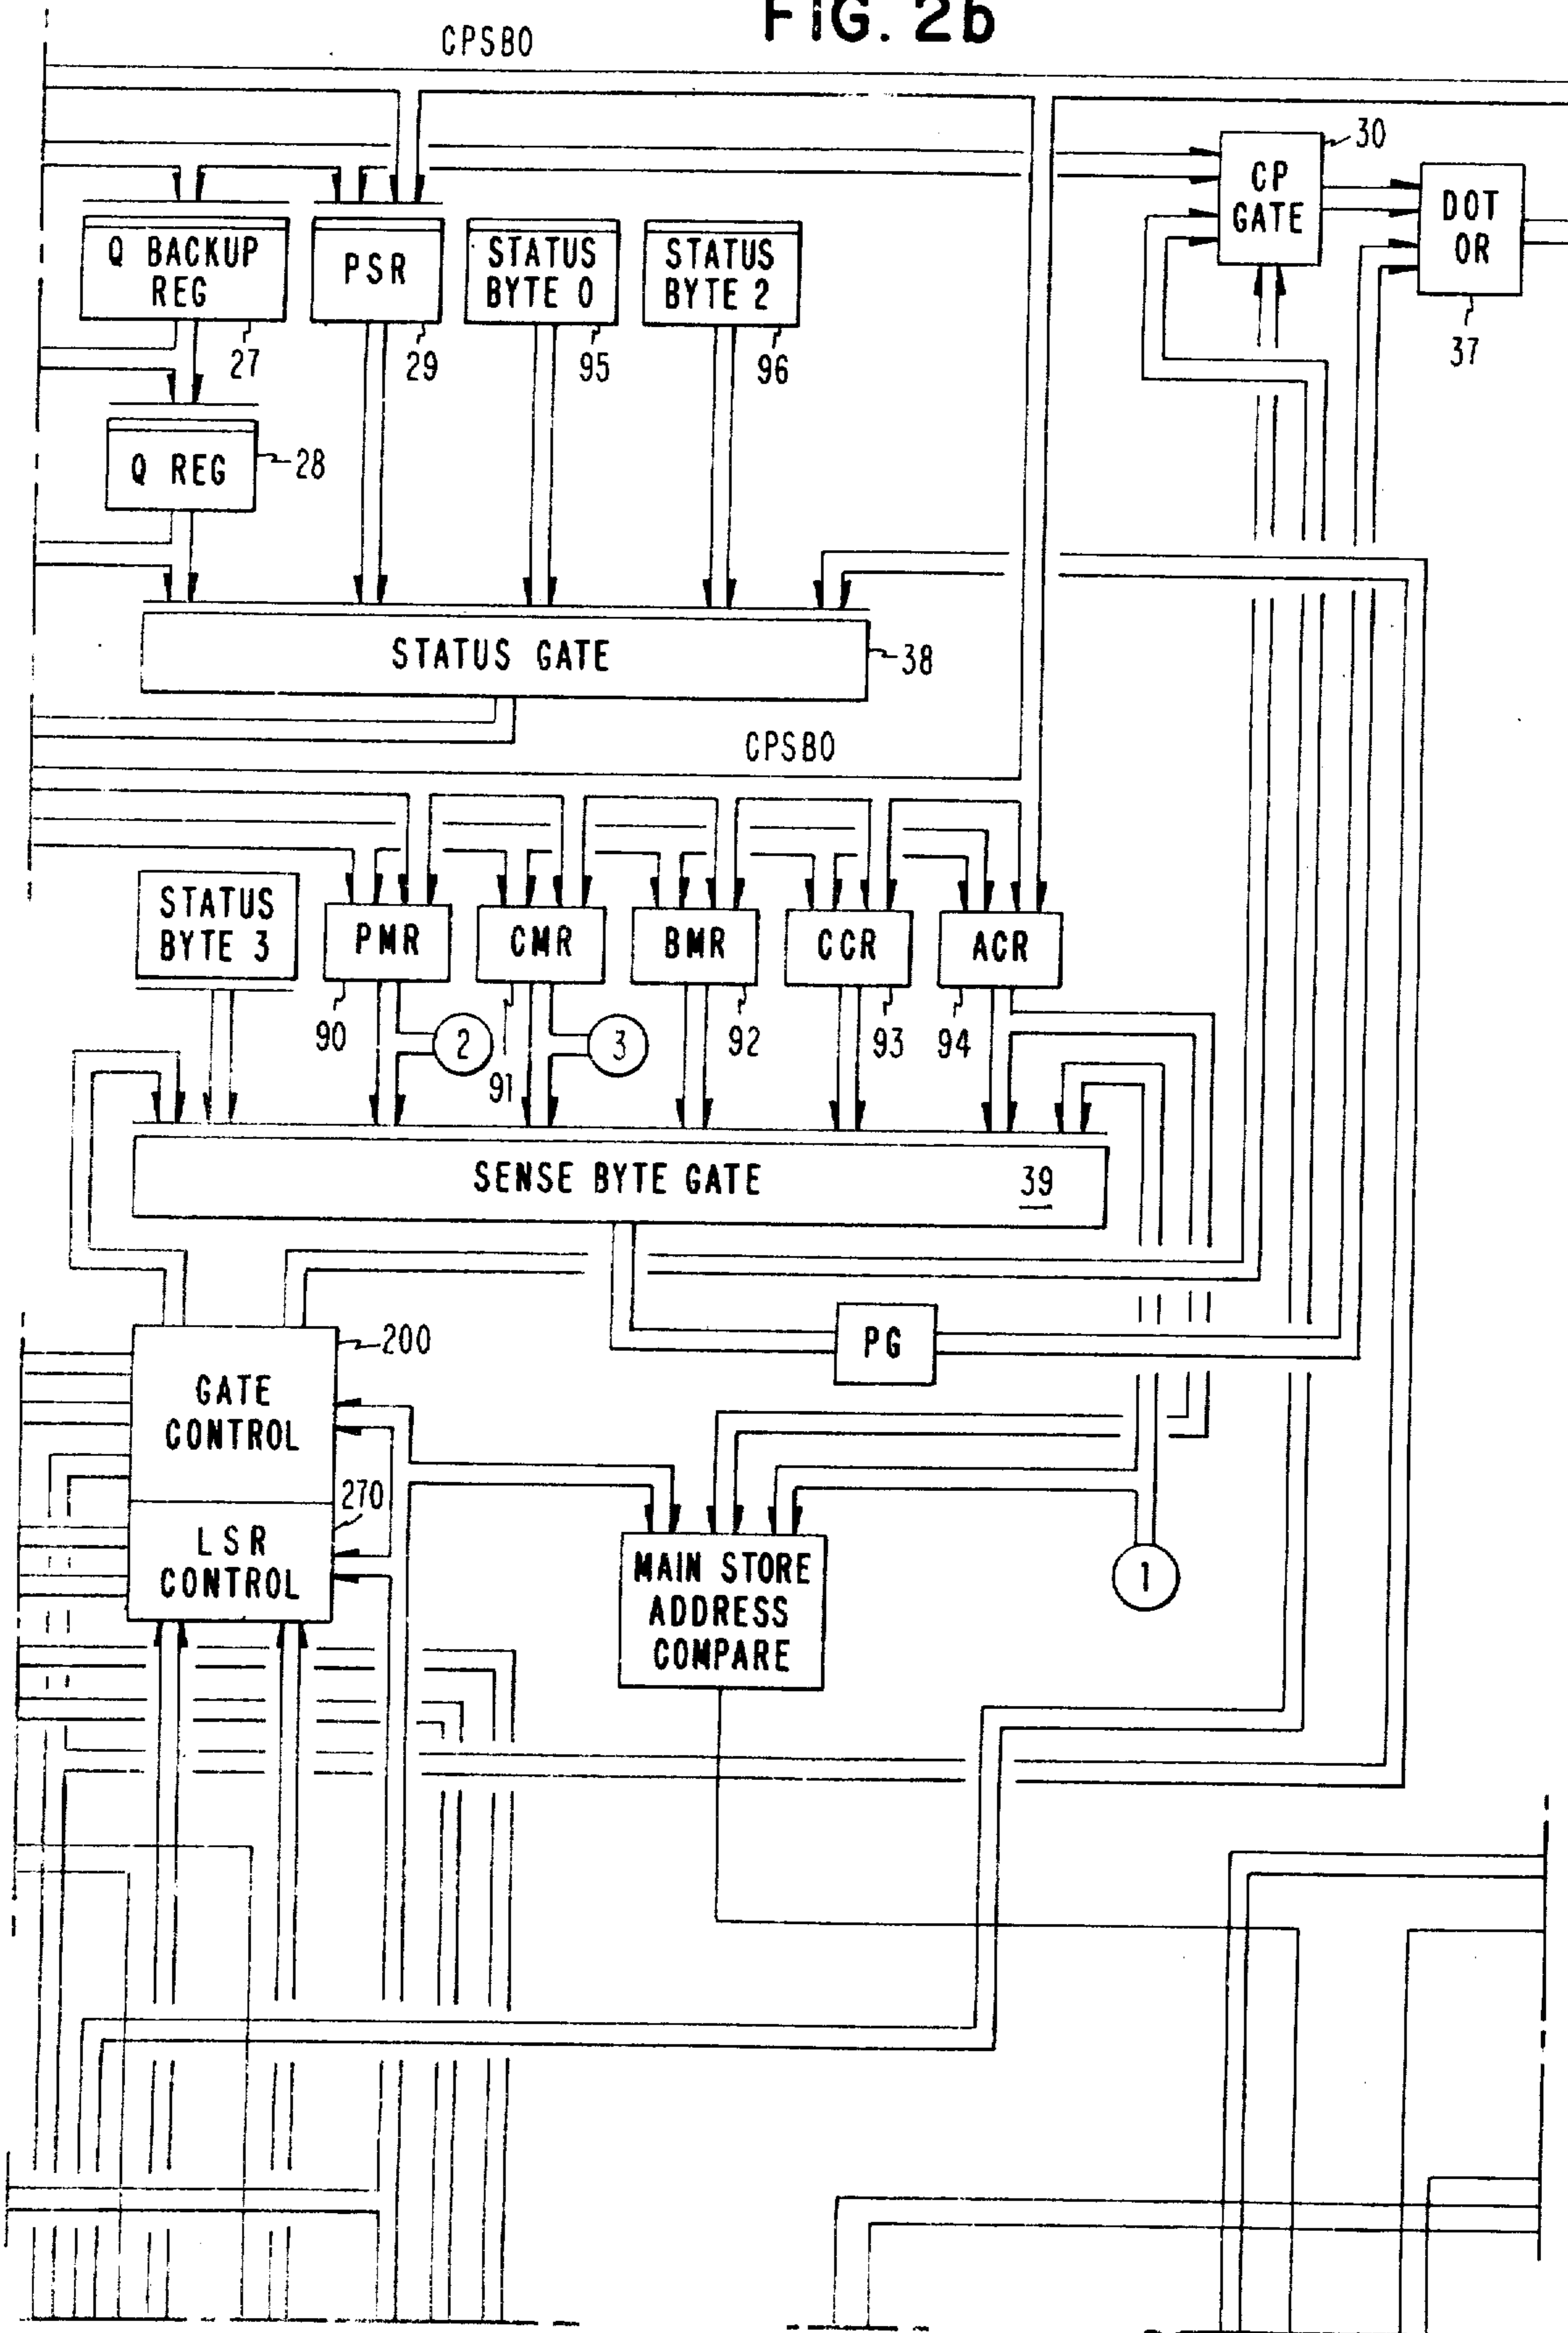 FIG. 2b
CPSBO
30
CP
GATE
DOT
OR
37
Q BACKUP
REG
27
PSR
29
STATUS
BYTE 0
95
STATUS
BYTE 2
96
Q REG
28
STATUS GATE
38
CPSBO
STATUS
BYTE 3
PMR
90
CMR
91
BMR
92
CCR
93
ACR
94
2
3
SENSE BYTE GATE
39
200
GATE
CONTROL
PG
270
LSR
CONTROL
MAIN STORE
ADDRESS
COMPARE
1